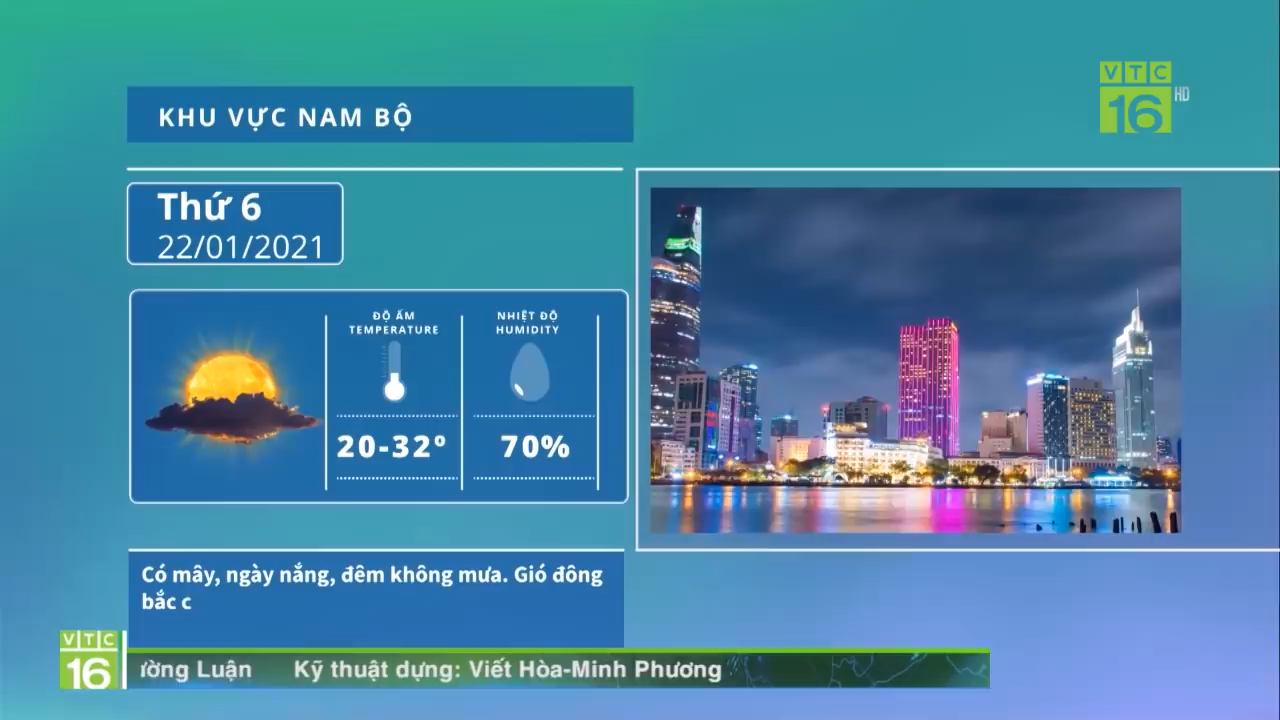 KHU VỰC NAM BỘ
VTC
16
HD
Thứ 6
22/01/2021
ĐỘ ẨM
TEMPERATURE
NHIỆT ĐỘ
HUMIDITY
20-32º
70%
Có mây, ngày nắng, đêm không mưa. Gió đông
bắc c
VTC
16
ường Luận Kỹ thuật dựng: Viết Hòa-Minh Phương